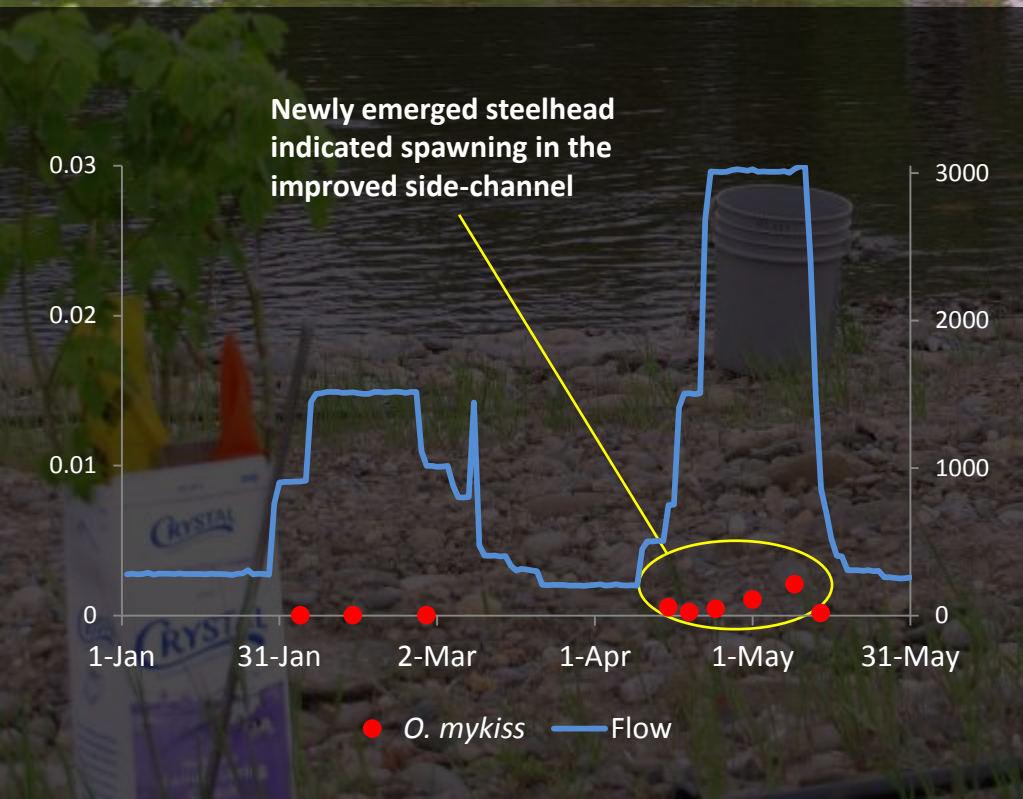 Newly emerged steelhead
indicated spawning in the
improved side-channel
0.03
0.02
0.01
0
3000
2000
1000
0
1-Jan
31-Jan
2-Mar
1-Apr
1-May
31-May
O. mykiss
Flow
CRYSTAL
CRYSTAL